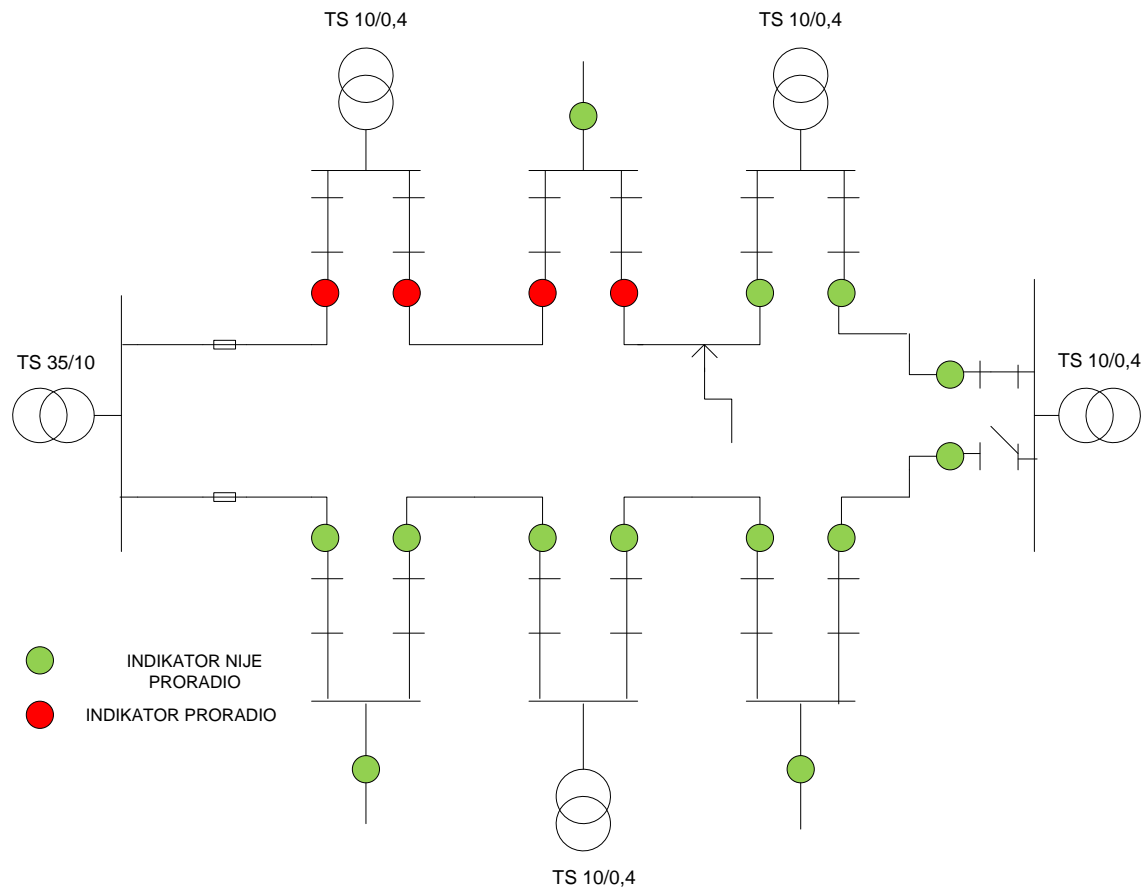 TS 10/0,4
TS 10/0,4
TS 35/10
TS 10/0,4
INDIKATOR NIJE
PRORADIO
INDIKATOR PRORADIO
TS 10/0,4